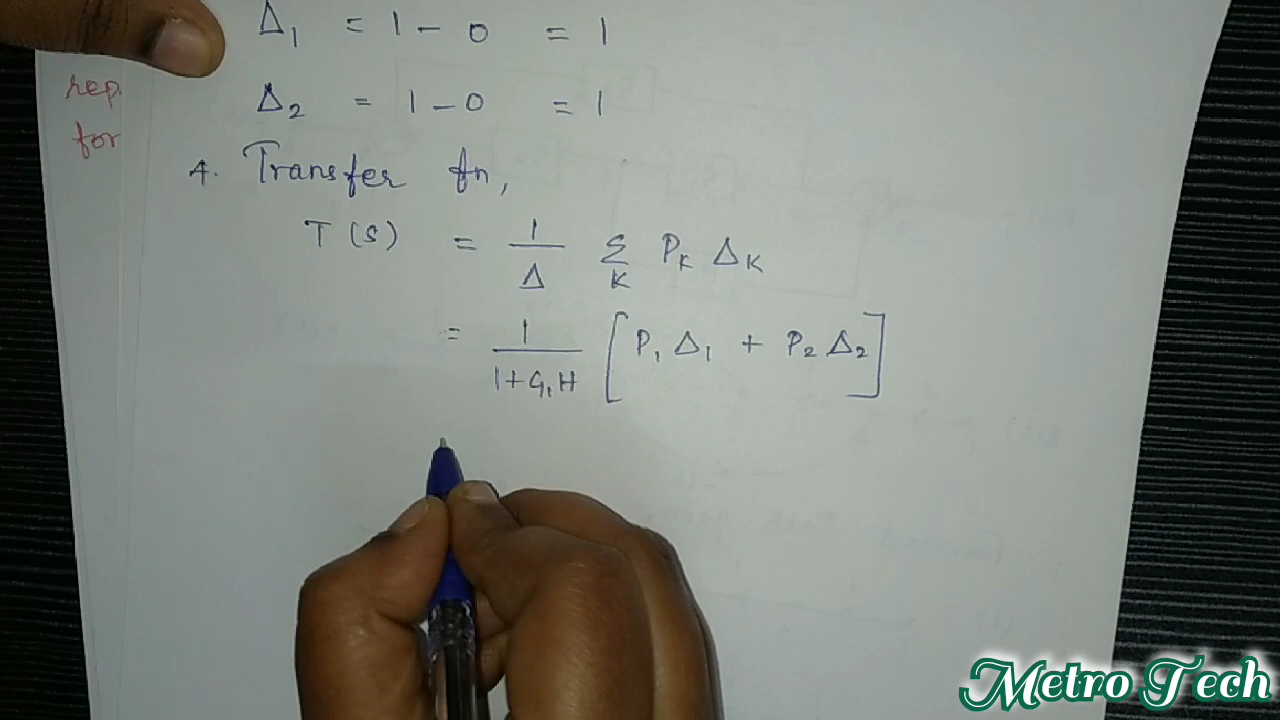 Δ₁ = 1 - 0 = 1
rep.
Δ₂ = 1 - 0 = 1
for
4. Transfer fn,
T(S) = 1/Δ Σ_K P_K Δ_K
= 1/(1+G₁H) [P₁ Δ₁ + P₂ Δ₂]
Metro Tech